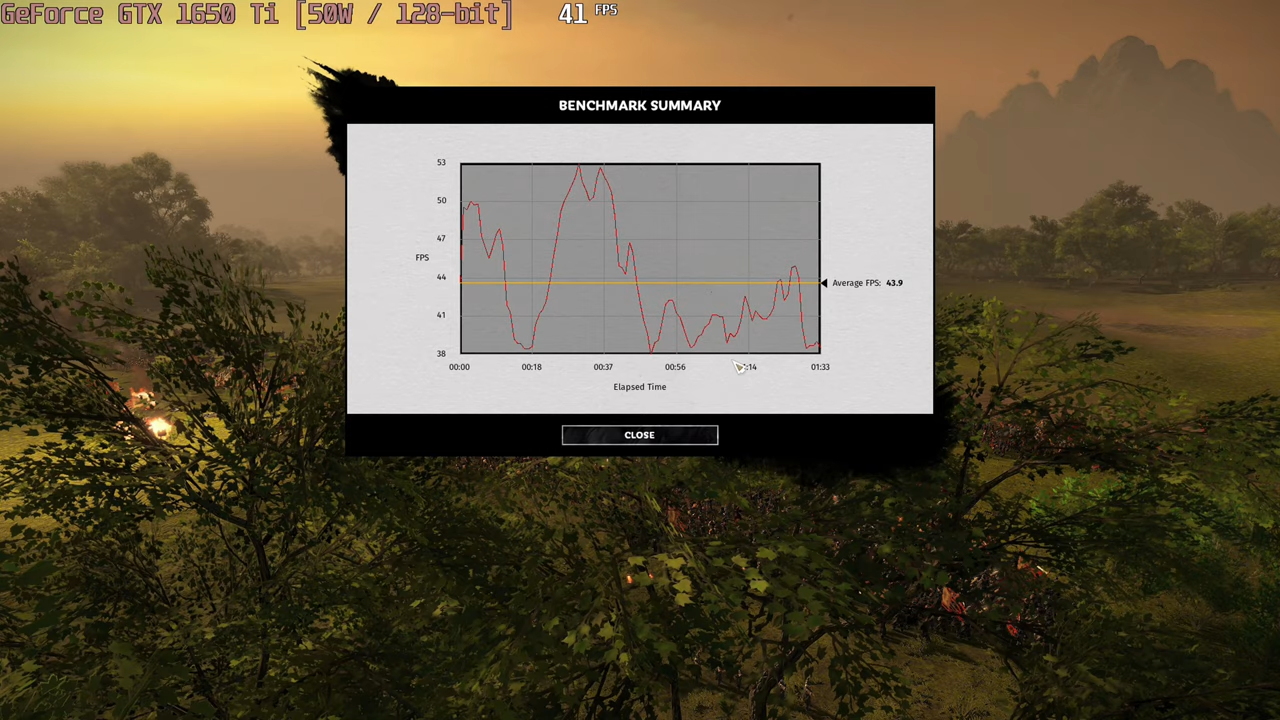 GeForce GTX 1650 Ti [50W / 128-bit] 41 FPS
BENCHMARK SUMMARY
53
50
47
FPS
44
Average FPS: 43.9
41
38
00:00 00:18 00:37 00:56 :14 01:33
Elapsed Time
CLOSE